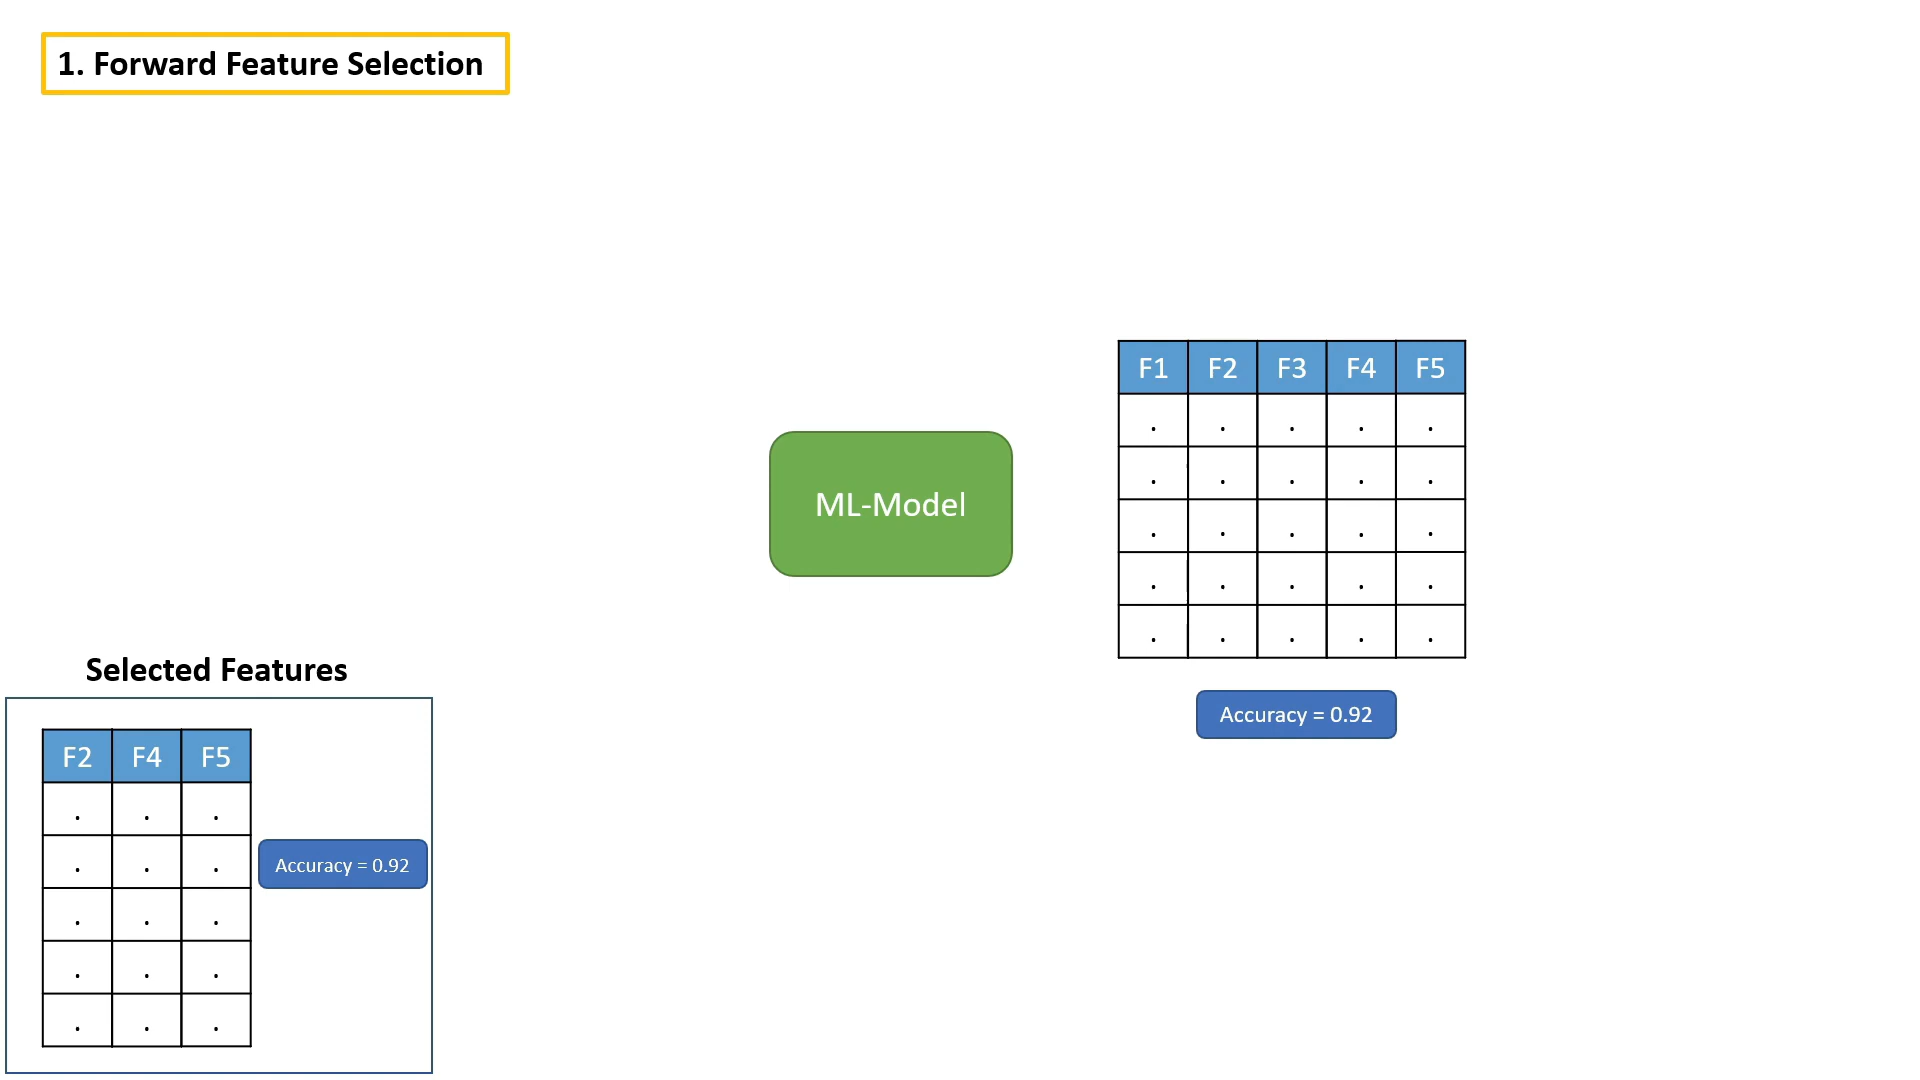 1. Forward Feature Selection
F1 F2 F3 F4 F5
. . . . .
. . . . .
. . . . .
. . . . .
. . . . .
ML-Model
Accuracy = 0.92
Selected Features
F2 F4 F5
. . .
. . .
. . .
. . .
. . .
Accuracy = 0.92